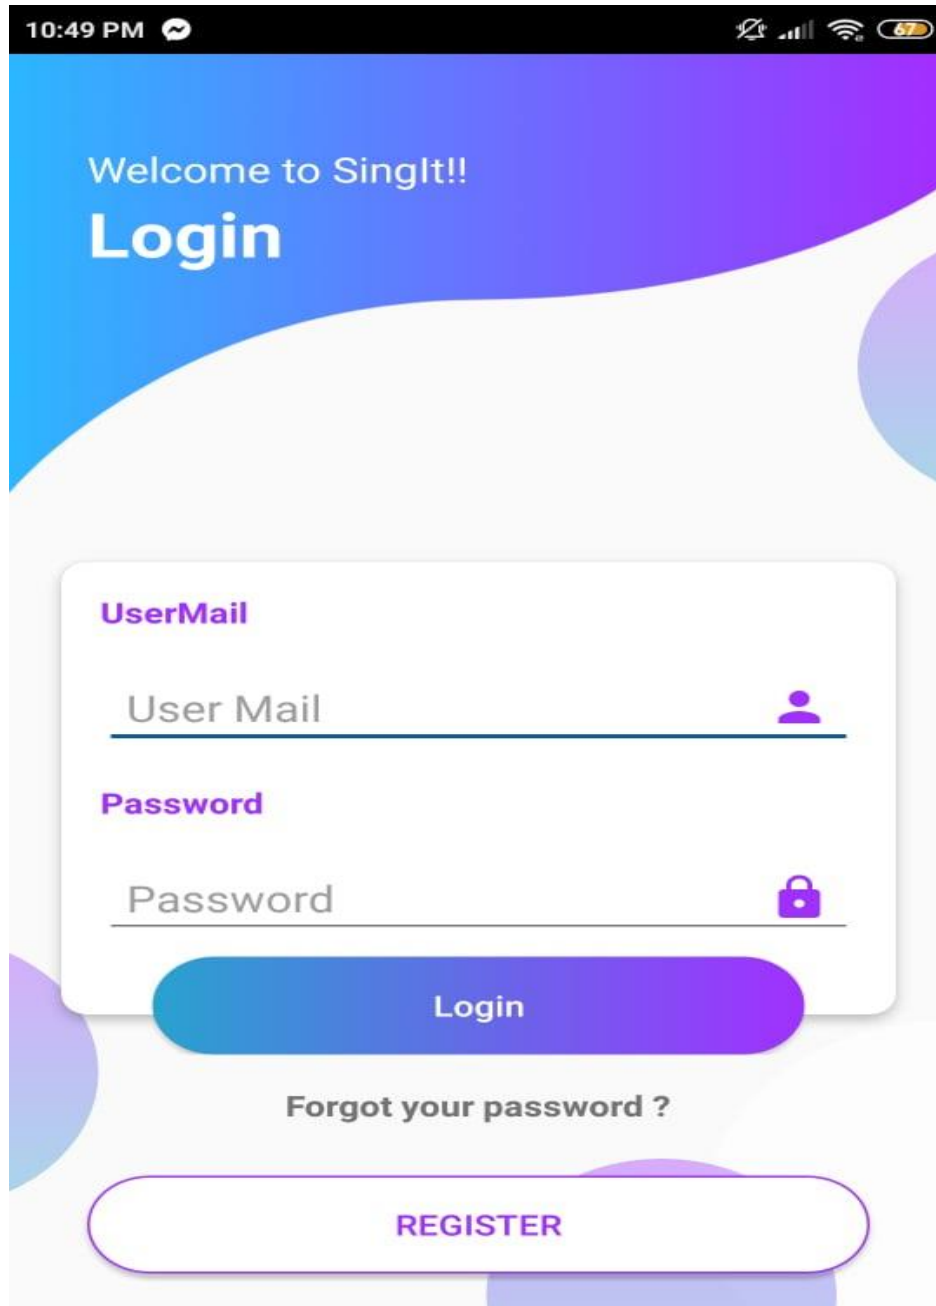 10:49 PM
67
Welcome to SingIt!!
Login
UserMail
User Mail
Password
Password
Login
Forgot your password ?
REGISTER